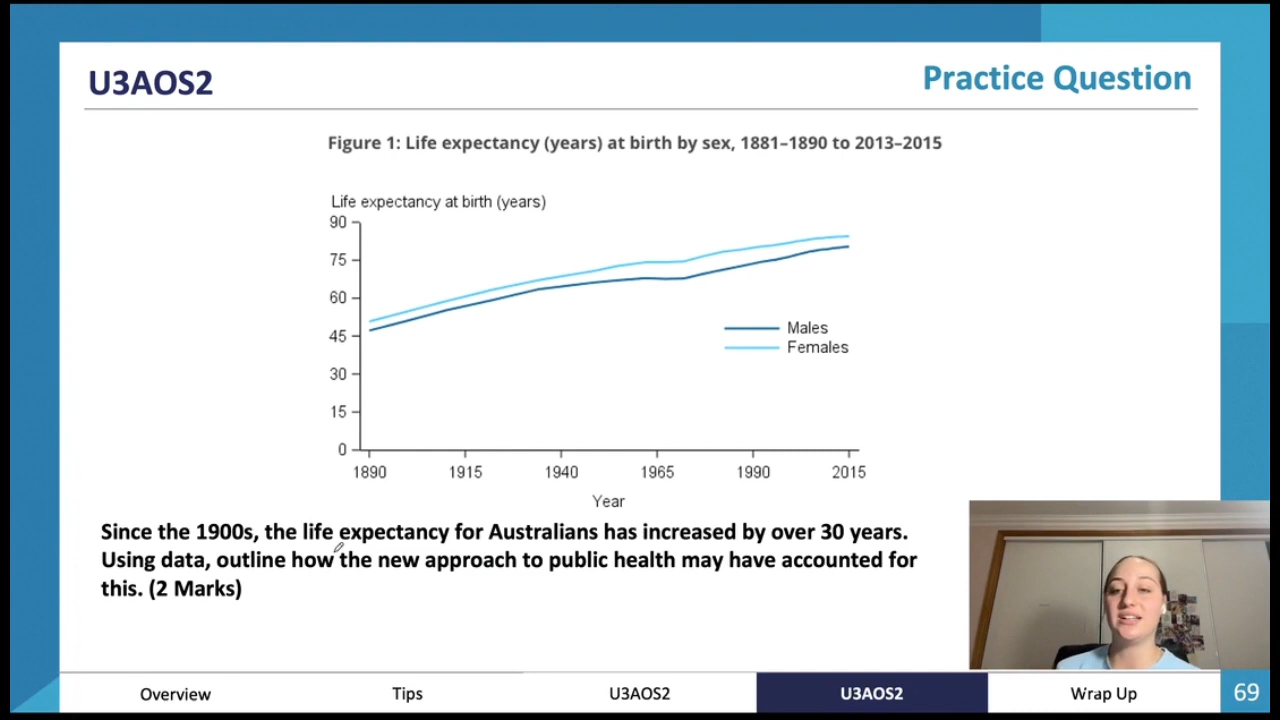 U3AOS2
Practice Question
Figure 1: Life expectancy (years) at birth by sex, 1881–1890 to 2013–2015
Life expectancy at birth (years)
90
75
60
45
30
15
0
Males
Females
1890 1915 1940 1965 1990 2015
Year
Since the 1900s, the life expectancy for Australians has increased by over 30 years.
Using data, outline how the new approach to public health may have accounted for
this. (2 Marks)
Overview Tips U3AOS2 U3AOS2 Wrap Up 69